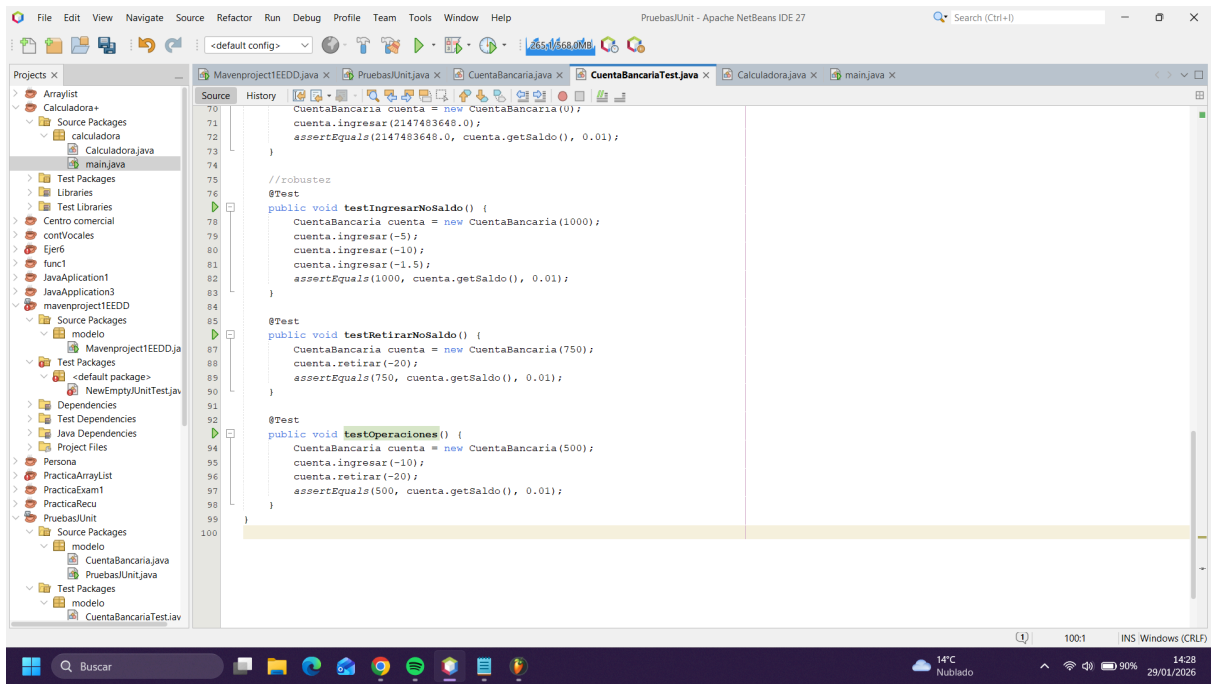 File Edit View Navigate Source Refactor Run Debug Profile Team Tools Window Help
PruebasJUnit - Apache NetBeans IDE 27
Search (Ctrl+I)
<default config>
265.1/568.0MB
Projects
Mavenproject1EEDD.java
PruebasJUnit.java
CuentaBancaria.java
CuentaBancariaTest.java
Calculadora.java
main.java
Source History
Arraylist
Calculadora+
Source Packages
calculadora
Calculadora.java
main.java
Test Packages
Libraries
Test Libraries
Centro comercial
contVocales
Ejer6
func1
JavaAplication1
JavaApplication3
mavenproject1EEDD
Source Packages
modelo
Mavenproject1EEDD.ja
Test Packages
<default package>
NewEmptyJUnitTest.jav
Dependencies
Test Dependencies
Java Dependencies
Project Files
Persona
PracticaArrayList
PracticaExam1
PracticaRecu
PruebasJUnit
Source Packages
modelo
CuentaBancaria.java
PruebasJUnit.java
Test Packages
modelo
CuentaBancariaTest.jav
70 CuentaBancaria cuenta = new CuentaBancaria(0);
71 cuenta.ingresar(2147483648.0);
72 assertEquals(2147483648.0, cuenta.getSaldo(), 0.01);
73 }
74
75 //robustez
76 @Test
public void testIngresarNoSaldo() {
78 CuentaBancaria cuenta = new CuentaBancaria(1000);
79 cuenta.ingresar(-5);
80 cuenta.ingresar(-10);
81 cuenta.ingresar(-1.5);
82 assertEquals(1000, cuenta.getSaldo(), 0.01);
83 }
84
85 @Test
public void testRetirarNoSaldo() {
87 CuentaBancaria cuenta = new CuentaBancaria(750);
88 cuenta.retirar(-20);
89 assertEquals(750, cuenta.getSaldo(), 0.01);
90 }
91
92 @Test
public void testOperaciones() {
94 CuentaBancaria cuenta = new CuentaBancaria(500);
95 cuenta.ingresar(-10);
96 cuenta.retirar(-20);
97 assertEquals(500, cuenta.getSaldo(), 0.01);
98 }
99 }
100
1
100:1
INS Windows (CRLF)
Buscar
14°C
Nublado
90%
14:28
29/01/2026